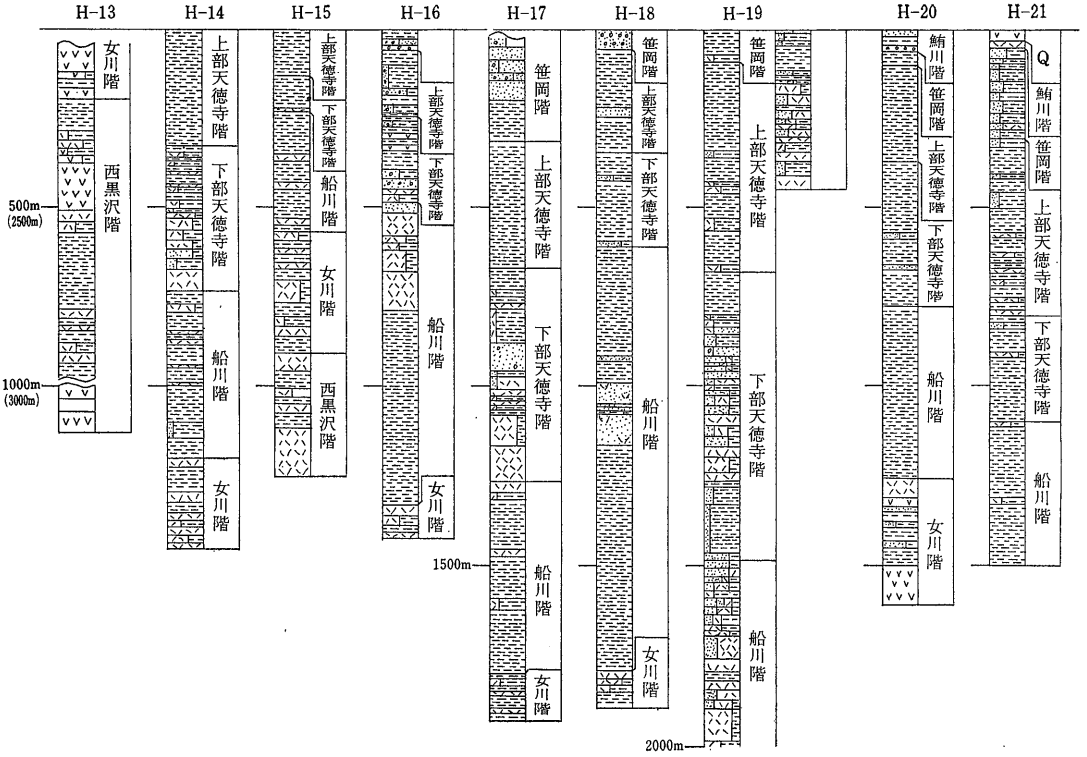 H-13 H-14 H-15 H-16 H-17 H-18 H-19 H-20 H-21
女川階
西黒沢階
上部天徳寺階
下部天徳寺階
船川階
女川階
上部天徳寺階
下部天徳寺階
船川階
女川階
西黒沢階
上部天徳寺階
下部天徳寺階
船川階
女川階
笹岡階
上部天徳寺階
下部天徳寺階
船川階
女川階
笹岡階
上部天徳寺階
下部天徳寺階
船川階
女川階
笹岡階
上部天徳寺階
下部天徳寺階
船川階
鮪川階
笹岡階
上部天徳寺階
下部天徳寺階
船川階
女川階
Q
鮪川階
笹岡階
上部天徳寺階
下部天徳寺階
船川階
500m
(2500m)
1000m
(3000m)
1500m
2000m